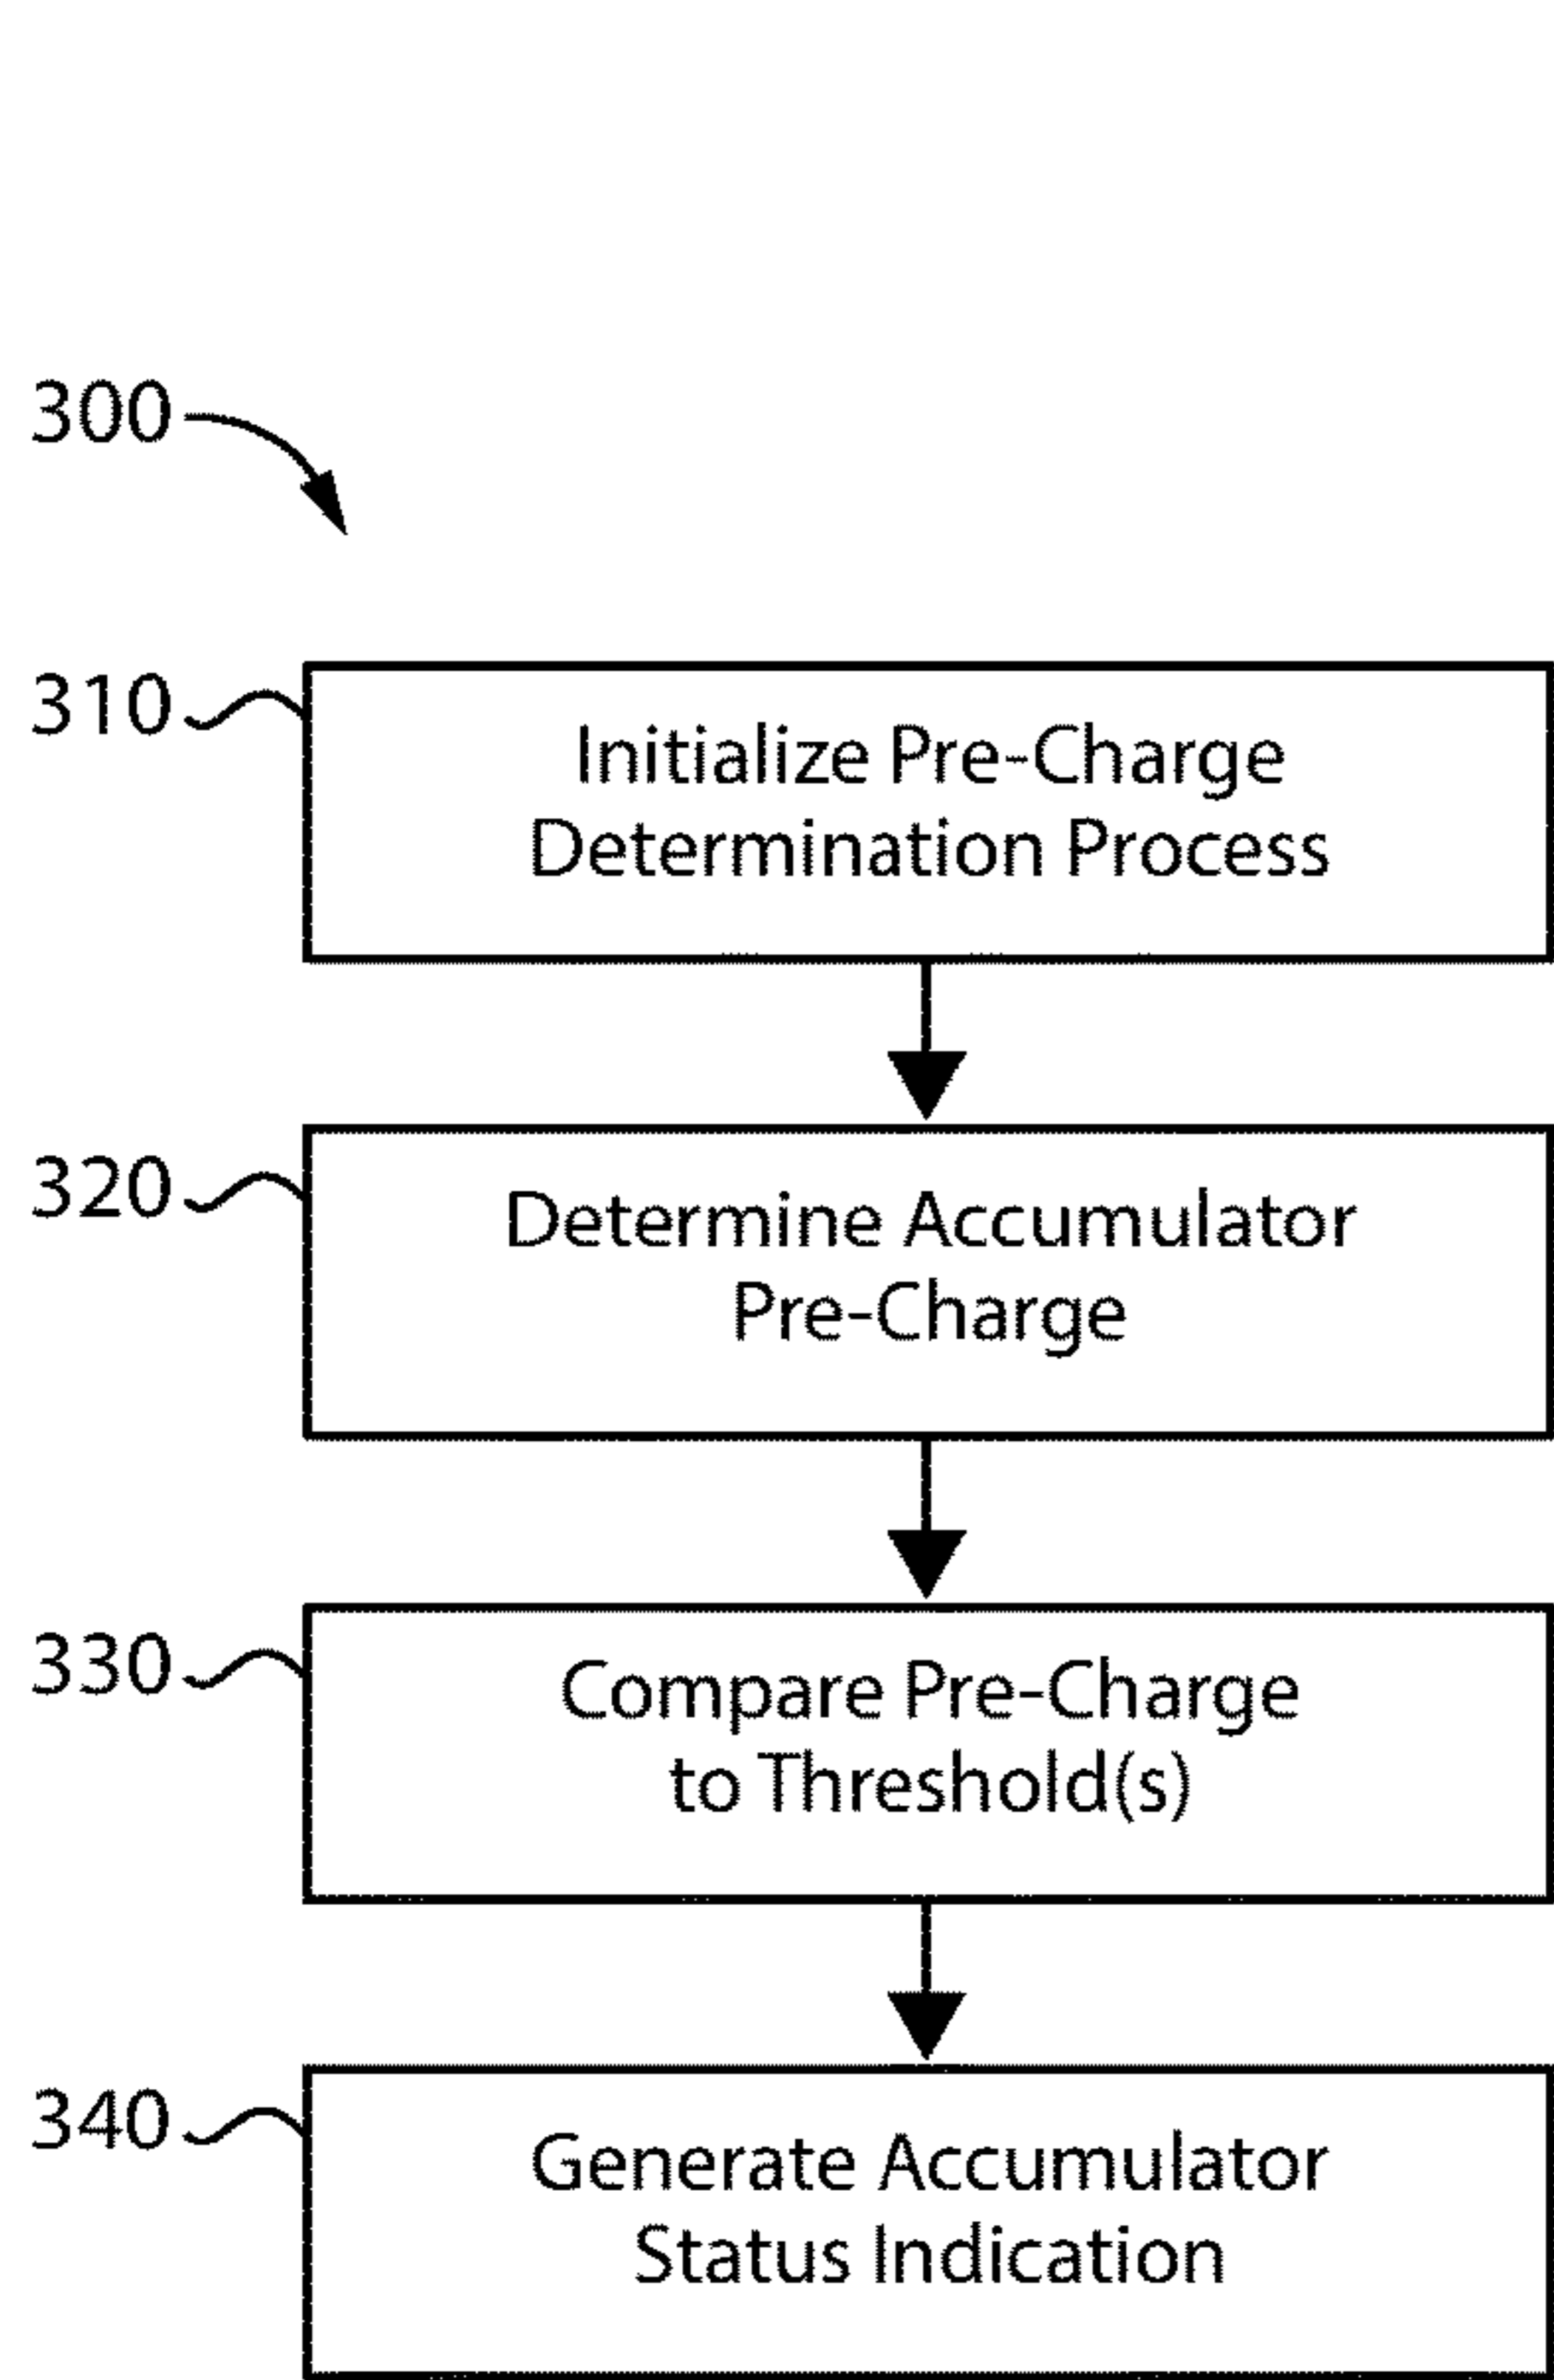 300
310
Initialize Pre-Charge
Determination Process
320
Determine Accumulator
Pre-Charge
330
Compare Pre-Charge
to Threshold(s)
340
Generate Accumulator
Status Indication